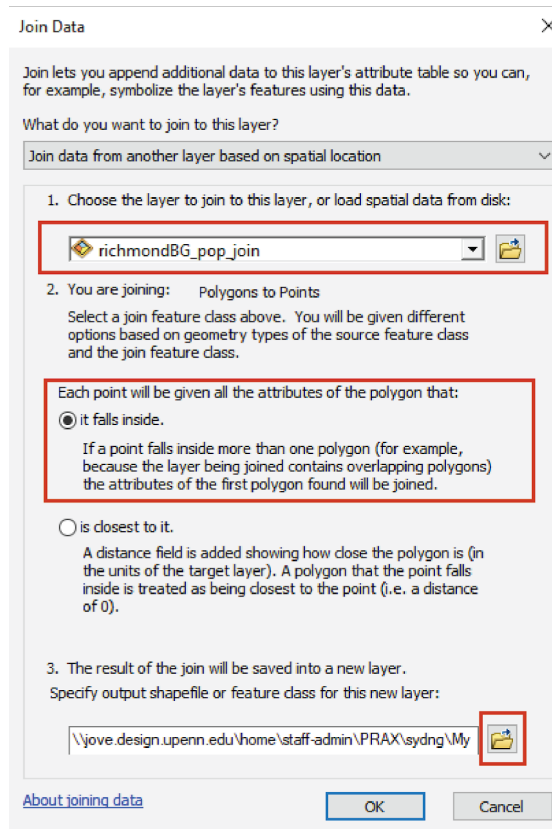 Join Data
Join lets you append additional data to this layer's attribute table so you can,
for example, symbolize the layer's features using this data.
What do you want to join to this layer?
Join data from another layer based on spatial location
1. Choose the layer to join to this layer, or load spatial data from disk:
richmondBG_pop_join
2. You are joining: Polygons to Points
Select a join feature class above. You will be given different
options based on geometry types of the source feature class
and the join feature class.
Each point will be given all the attributes of the polygon that:
it falls inside.
If a point falls inside more than one polygon (for example,
because the layer being joined contains overlapping polygons)
the attributes of the first polygon found will be joined.
is closest to it.
A distance field is added showing how close the polygon is (in
the units of the target layer). A polygon that the point falls
inside is treated as being closest to the point (i.e. a distance
of 0).
3. The result of the join will be saved into a new layer.
Specify output shapefile or feature class for this new layer:
\\jove.design.upenn.edu\home\staff-admin\PRAX\sydng\My
About joining data
OK
Cancel